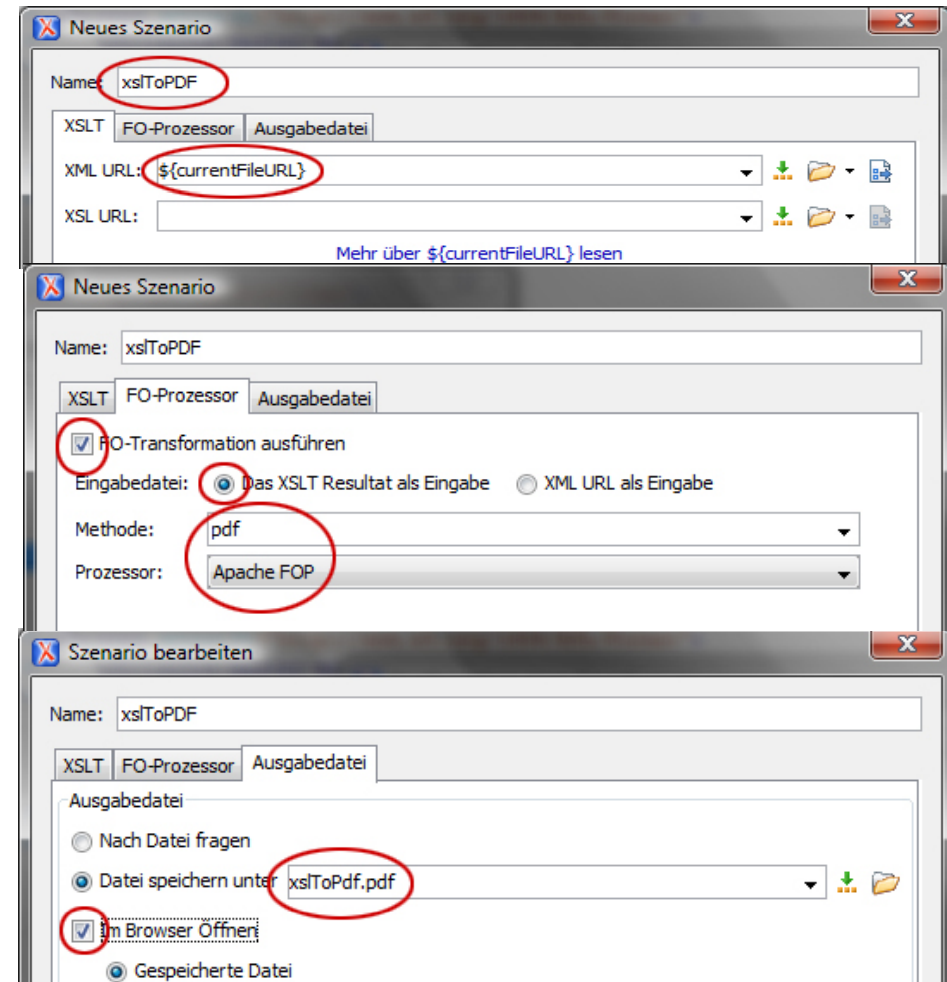 Neues Szenario
Name: xslToPDF
XSLT FO-Prozessor Ausgabedatei
XML URL: ${currentFileURL}
XSL URL:
Mehr über ${currentFileURL} lesen
Neues Szenario
Name: xslToPDF
XSLT FO-Prozessor Ausgabedatei
FO-Transformation ausführen
Eingabedatei: Das XSLT Resultat als Eingabe XML URL als Eingabe
Methode: pdf
Prozessor: Apache FOP
Szenario bearbeiten
Name: xslToPDF
XSLT FO-Prozessor Ausgabedatei
Ausgabedatei
Nach Datei fragen
Datei speichern unter xslToPdf.pdf
Im Browser Öffnen
Gespeicherte Datei